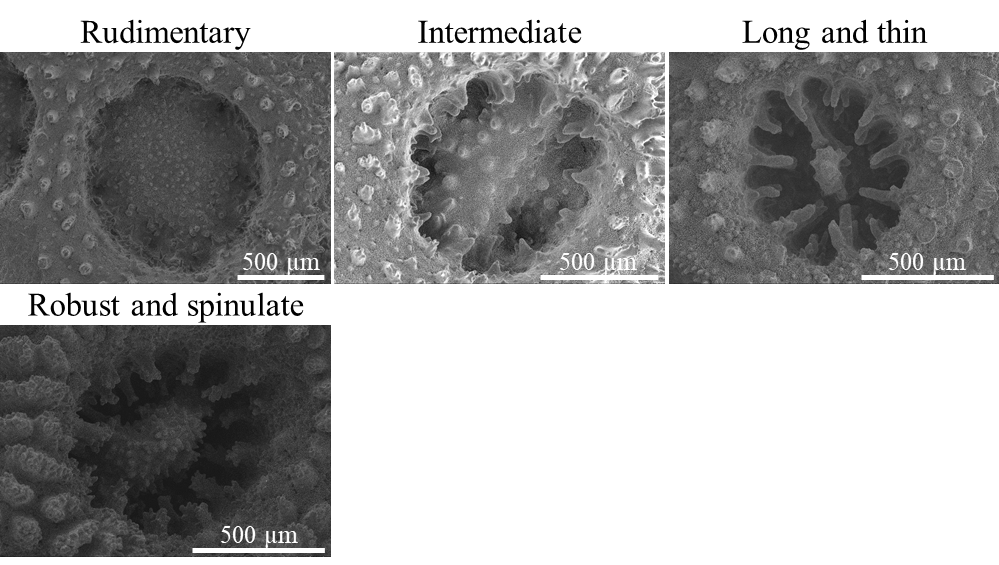 Rudimentary
Intermediate
Long and thin
500 µm
500 µm
500 µm
Robust and spinulate
500 µm